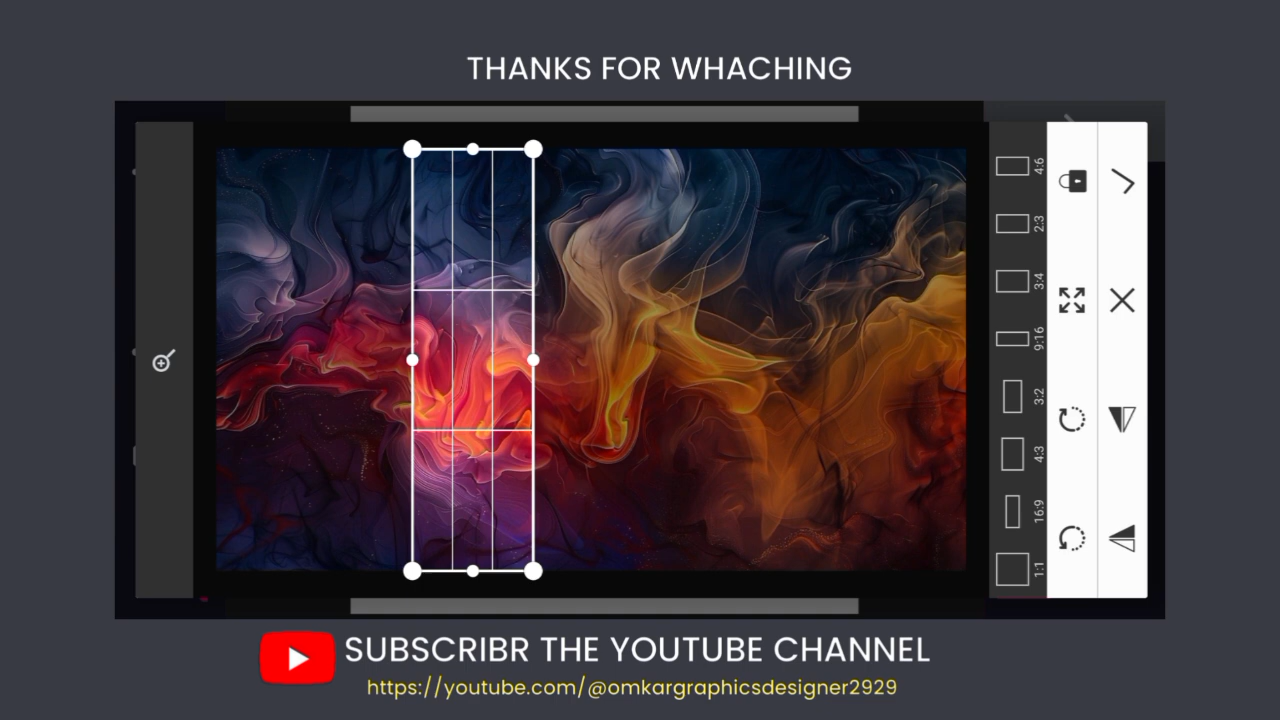 THANKS FOR WHACHING
4:6
2:3
3:4
9:16
3:2
4:3
16:9
1:1
SUBSCRIBR THE YOUTUBE CHANNEL
https://youtube.com/@omkargraphicsdesigner2929